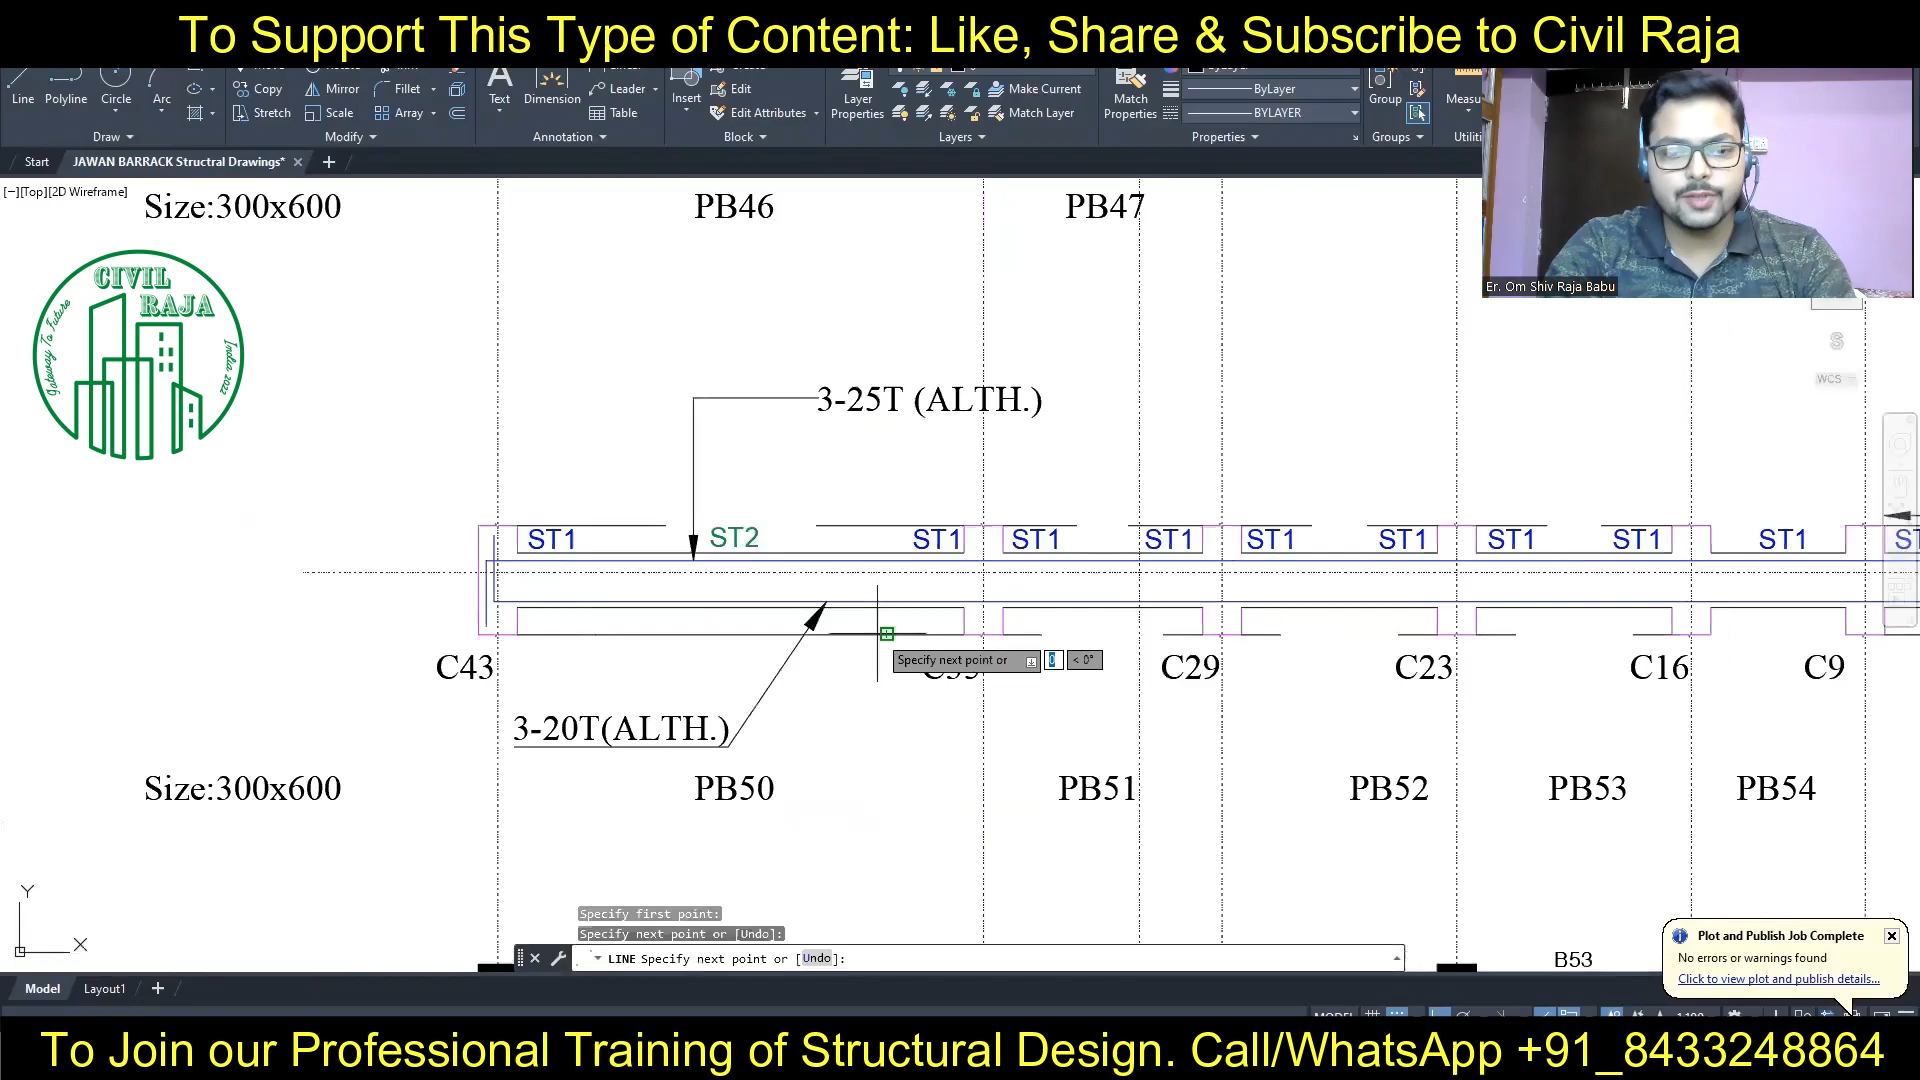 To Support This Type of Content: Like, Share & Subscribe to Civil Raja
Line Polyline Circle Arc
Copy Mirror Fillet
Stretch Scale Array
Text Dimension Leader
Table
Insert Edit
Edit Attributes
Layer Properties Make Current
Match Layer
Match Properties ByLayer
BYLAYER
Group
Draw Modify Annotation Block Layers Properties Groups
Start JAWAN BARRACK Structral Drawings*
[−][Top][2D Wireframe]
Er. Om Shiv Raja Babu
Size:300x600 PB46 PB47
CIVIL
RAJA
Gateway To Future
India 2022
S
WCS
3-25T (ALTH.)
ST1 ST2 ST1 ST1 ST1 ST1 ST1 ST1 ST1 ST1
Specify next point or 0 < 0°
C43 C29 C23 C16 C9
3-20T(ALTH.)
Size:300x600 PB50 PB51 PB52 PB53 PB54
Y
X
Specify first point:
Specify next point or [Undo]:
LINE Specify next point or [Undo]:
B53
Plot and Publish Job Complete
No errors or warnings found
Click to view plot and publish details...
Model Layout1
To Join our Professional Training of Structural Design. Call/WhatsApp +91_8433248864